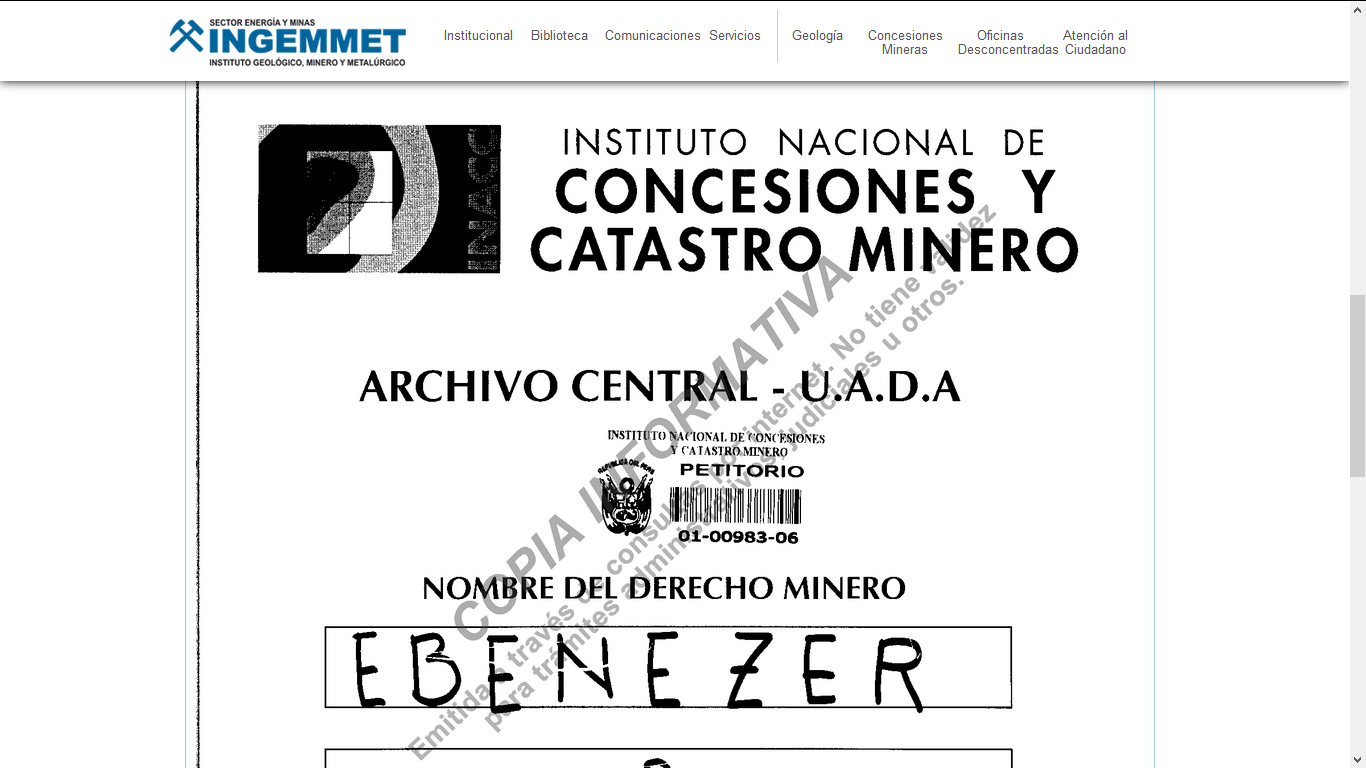 SECTOR ENERGÍA Y MINAS
INGEMMET
INSTITUTO GEOLÓGICO, MINERO Y METALÚRGICO
Institucional Biblioteca Comunicaciones Servicios Geología Concesiones Mineras Oficinas Desconcentradas Atención al Ciudadano
INACC
INSTITUTO NACIONAL DE
CONCESIONES Y
CATASTRO MINERO
ARCHIVO CENTRAL - U.A.D.A
INSTITUTO NACIONAL DE CONCESIONES
Y CATASTRO MINERO
REPUBLICA DEL PERU
PETITORIO
01-00983-06
NOMBRE DEL DERECHO MINERO
EBENEZER
COPIA INFORMATIVA
Emitida a través de consultas por internet. No tiene validez
para trámites administrativos, judiciales u otros.